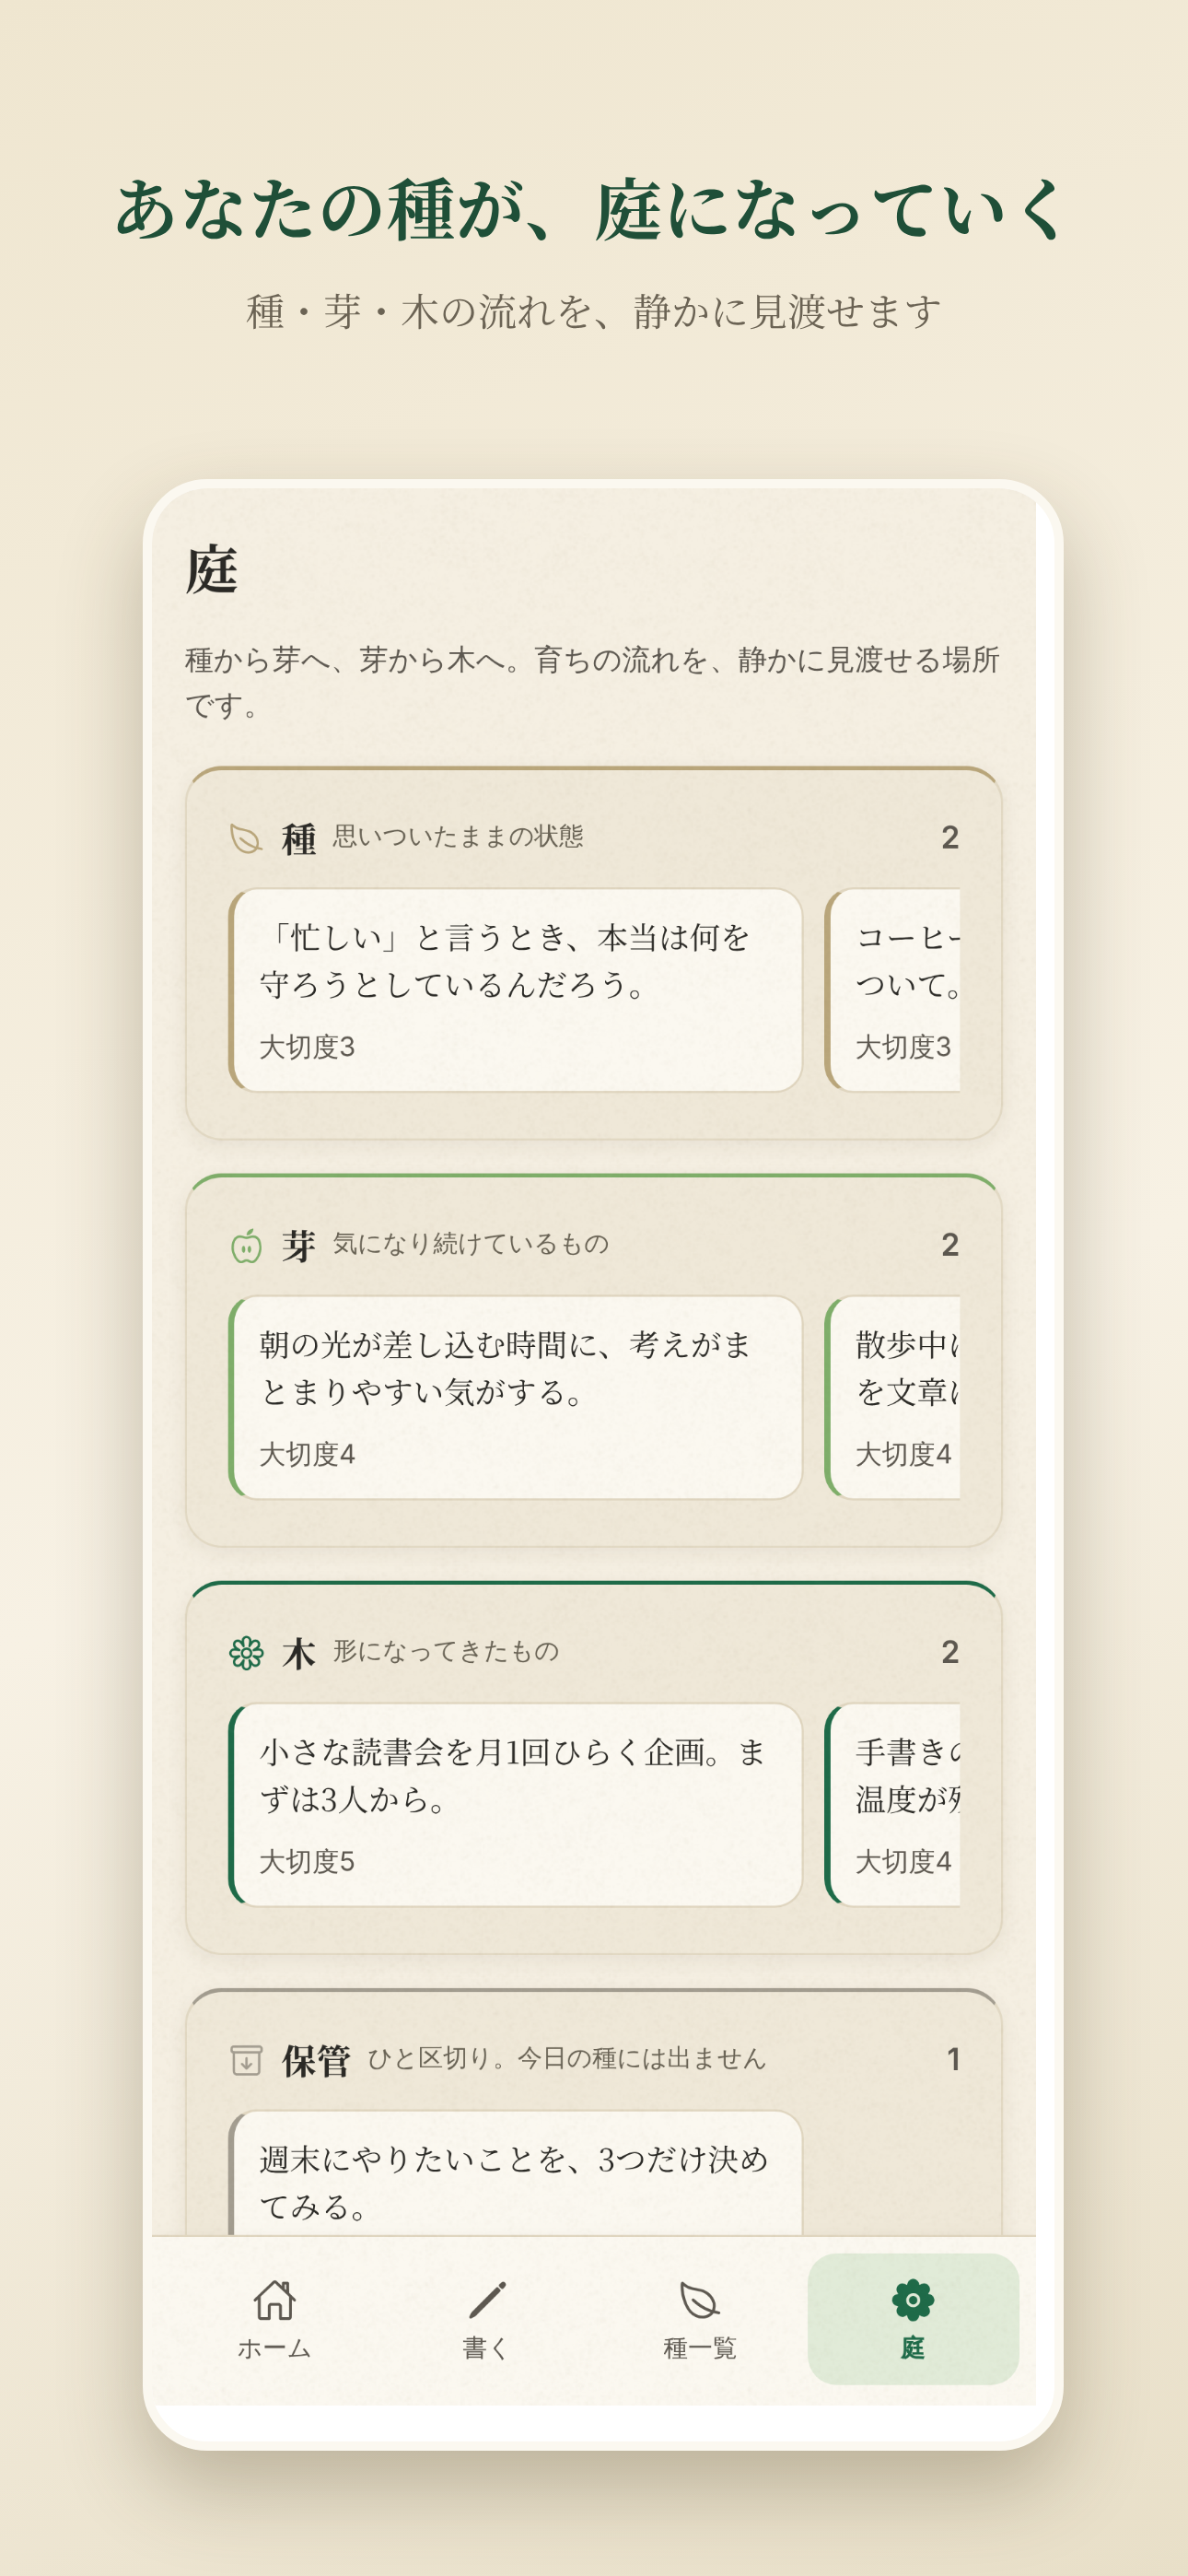 あなたの種が、庭になっていく
種・芽・木の流れを、静かに見渡せます
庭
種から芽へ、芽から木へ。育ちの流れを、静かに見渡せる場所
です。
種 思いついたままの状態 2
「忙しい」と言うとき、本当は何を
守ろうとしているんだろう。
大切度3
コーヒー
ついて。
大切度3
芽 気になり続けているもの 2
朝の光が差し込む時間に、考えがま
とまりやすい気がする。
大切度4
散歩中に
を文章に
大切度4
木 形になってきたもの 2
小さな読書会を月1回ひらく企画。ま
ずは3人から。
大切度5
手書きの
温度が残
大切度4
保管 ひと区切り。今日の種には出ません 1
週末にやりたいことを、3つだけ決め
てみる。
ホーム
書く
種一覧
庭